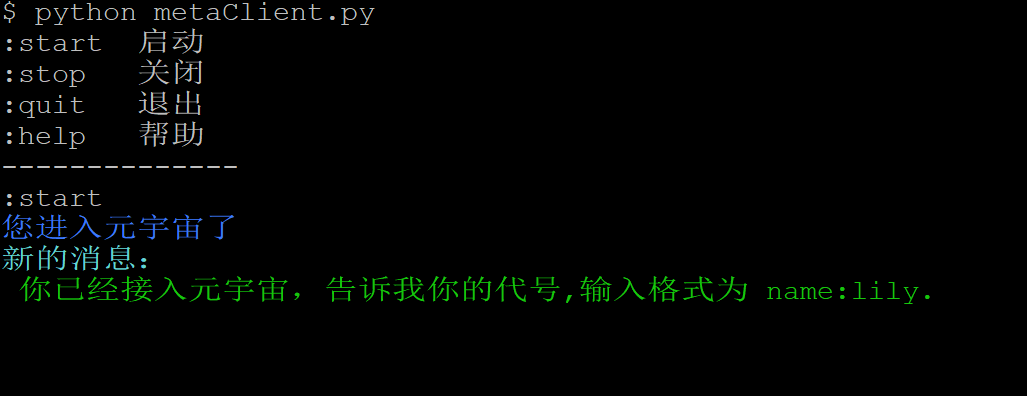 $ python metaClient.py
:start  启动
:stop   关闭
:quit   退出
:help   帮助
--------------
:start
您进入元宇宙了
新的消息:
 你已经接入元宇宙，告诉我你的代号,输入格式为 name:lily.